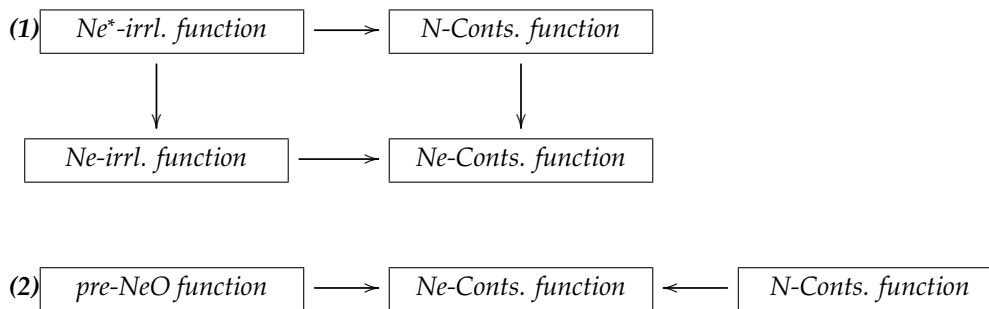 (1) Ne*-irrl. function N-Conts. function
Ne-irrl. function Ne-Conts. function
(2) pre-NeO function Ne-Conts. function N-Conts. function